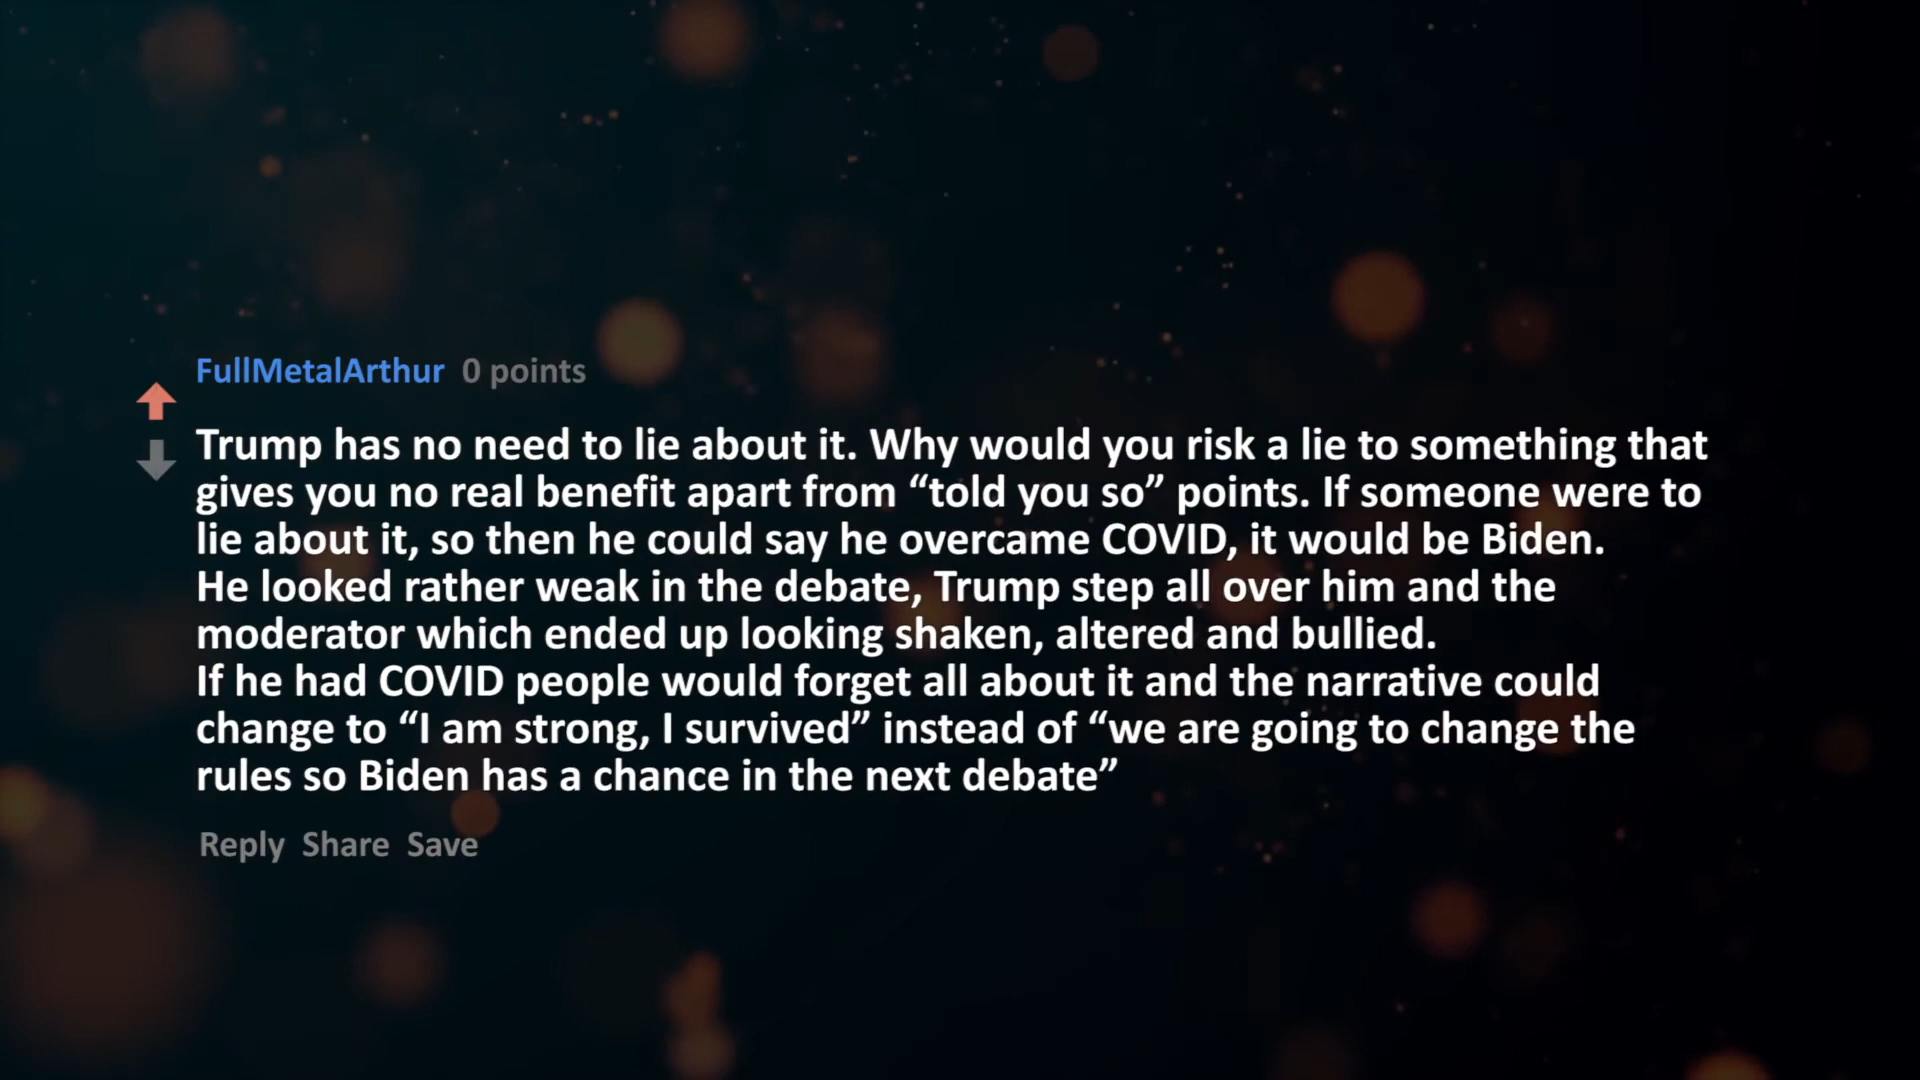 FullMetalArthur 0 points
Trump has no need to lie about it. Why would you risk a lie to something that
gives you no real benefit apart from “told you so” points. If someone were to
lie about it, so then he could say he overcame COVID, it would be Biden.
He looked rather weak in the debate, Trump step all over him and the
moderator which ended up looking shaken, altered and bullied.
If he had COVID people would forget all about it and the narrative could
change to “I am strong, I survived” instead of “we are going to change the
rules so Biden has a chance in the next debate”
Reply Share Save